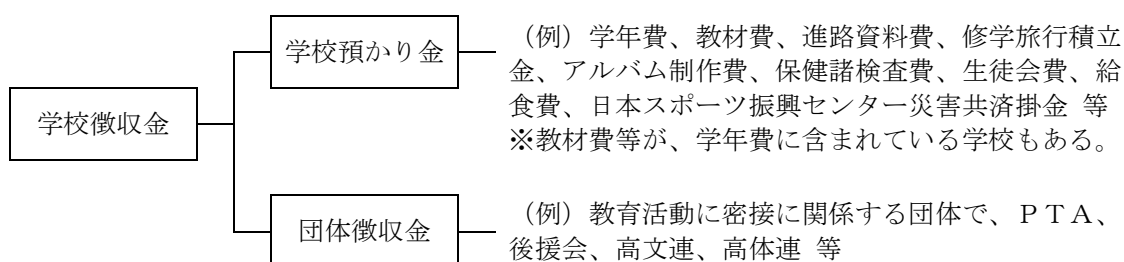 学校徴収金
学校預かり金
（例）学年費、教材費、進路資料費、修学旅行積立
金、アルバム制作費、保健諸検査費、生徒会費、給
食費、日本スポーツ振興センター災害共済掛金 等
※教材費等が、学年費に含まれている学校もある。
団体徴収金
（例）教育活動に密接に関係する団体で、ＰＴＡ、
後援会、高文連、高体連 等